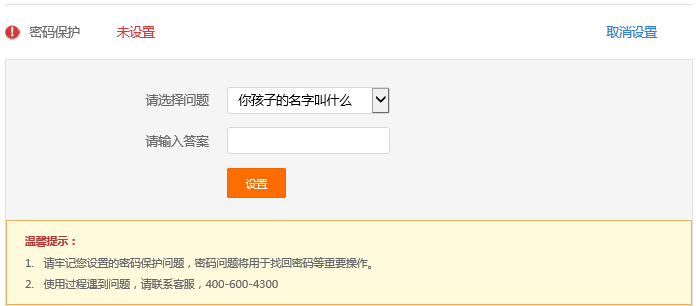 密码保护 未设置 取消设置
请选择问题 你孩子的名字叫什么
请输入答案
设置
温馨提示：
1. 请牢记您设置的密码保护问题，密码问题将用于找回密码等重要操作。
2. 使用过程遇到问题，请联系客服，400-600-4300